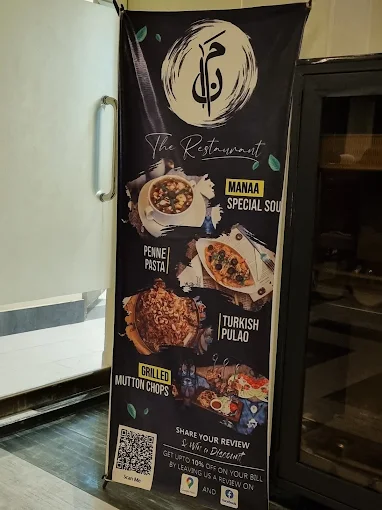 من
The Restaurant
MANAA
SPECIAL SOU
PENNE
PASTA
TURKISH
PULAO
GRILLED
MUTTON CHOPS
SHARE YOUR REVIEW
& Win a Discount
GET UPTO 10% OFF ON YOUR BILL
BY LEAVING US A REVIEW ON
AND
Scan Me